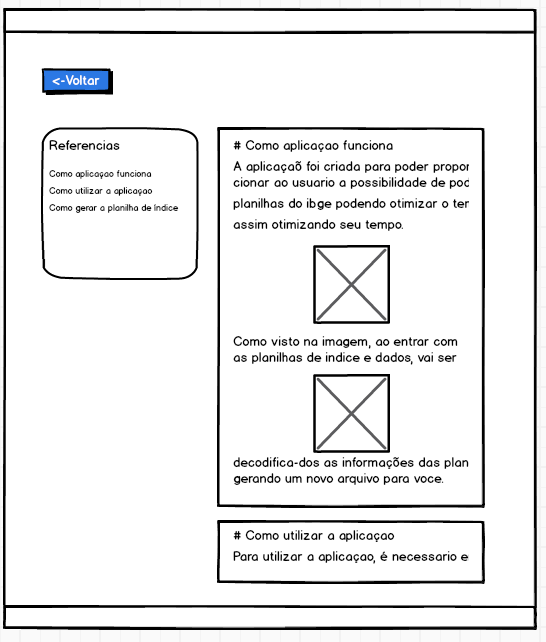 <-Voltar
Referencias
Como aplicaçao funciona
Como utilizar a aplicaçao
Como gerar a planilha de índice
# Como aplicaçao funciona
A aplicaçaõ foi criada para poder propor
cionar ao usuario a possibilidade de pod
planilhas do ibge podendo otimizar o ter
assim otimizando seu tempo.
Como visto na imagem, ao entrar com
as planilhas de indice e dados, vai ser
decodifica-dos as informações das plan
gerando um novo arquivo para voce.
# Como utilizar a aplicaçao
Para utilizar a aplicaçao, é necessario e